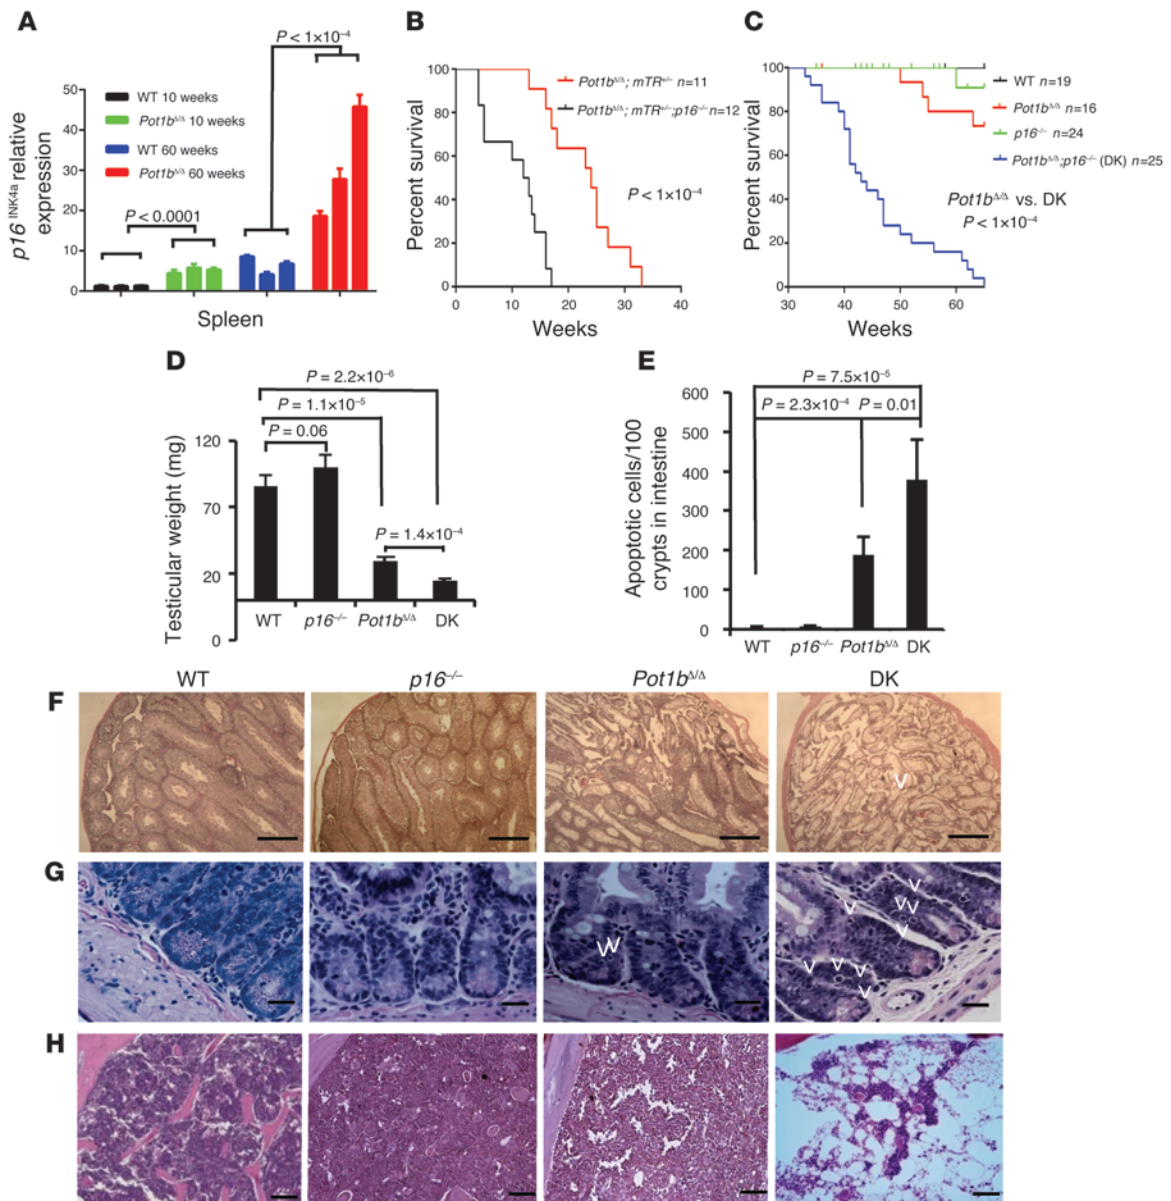 A
P < 1×10⁻⁴
p16 INK4a relative expression
50
40
30
20
10
0
WT 10 weeks
Pot1bΔ/Δ 10 weeks
WT 60 weeks
Pot1bΔ/Δ 60 weeks
P < 0.0001
Spleen
B
Percent survival
100
80
60
40
20
0
Pot1bΔ/Δ; mTR+/– n=11
Pot1bΔ/Δ; mTR+/–;p16–/– n=12
P < 1×10⁻⁴
0 10 20 30 40
Weeks
C
Percent survival
100
80
60
40
20
0
WT n=19
Pot1bΔ/Δ n=16
p16–/– n=24
Pot1bΔ/Δ;p16–/– (DK) n=25
Pot1bΔ/Δ vs. DK
P < 1×10⁻⁴
30 40 50 60
Weeks
D
P = 2.2×10⁻⁶
P = 1.1×10⁻⁵
P = 0.06
P = 1.4×10⁻⁴
Testicular weight (mg)
120
70
20
0
WT p16–/– Pot1bΔ/Δ DK
E
P = 7.5×10⁻⁵
P = 2.3×10⁻⁴ P = 0.01
Apoptotic cells/100
crypts in intestine
600
500
400
300
200
100
0
WT p16–/– Pot1bΔ/Δ DK
WT p16–/– Pot1bΔ/Δ DK
F
G
H